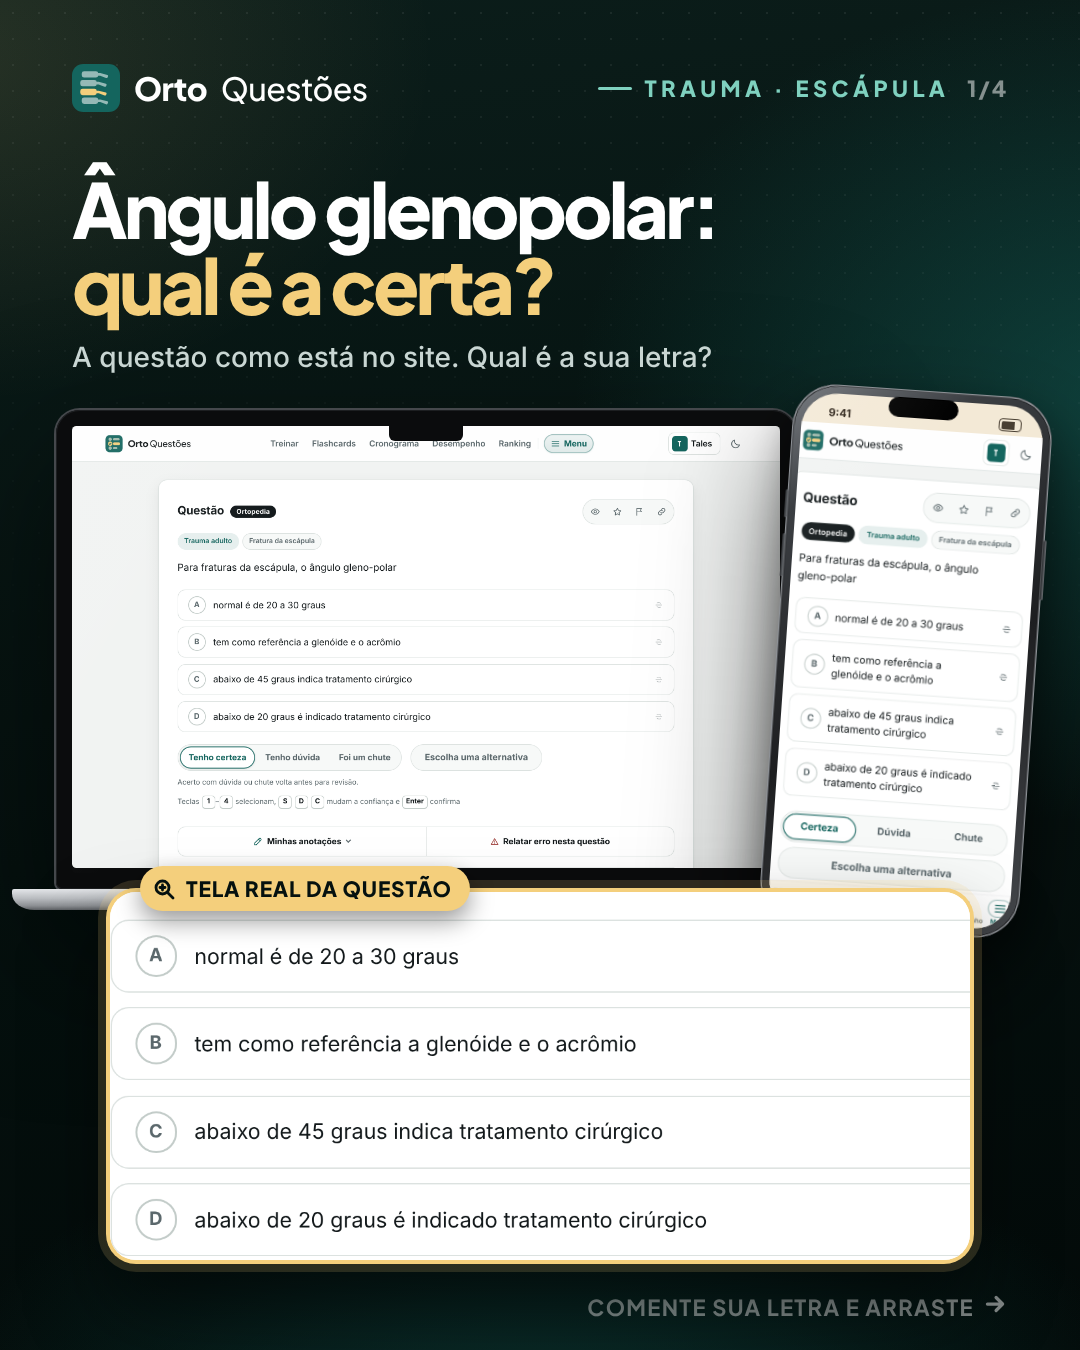 Orto Questões
TRAUMA · ESCÁPULA 1/4
Ângulo glenopolar:
qual é a certa?
A questão como está no site. Qual é a sua letra?
Orto Questões
Treinar Flashcards Cronograma Desempenho Ranking Menu
T Tales
Questão Ortopedia
Trauma adulto Fratura da escápula
Para fraturas da escápula, o ângulo gleno-polar
A normal é de 20 a 30 graus
B tem como referência a glenóide e o acrômio
C abaixo de 45 graus indica tratamento cirúrgico
D abaixo de 20 graus é indicado tratamento cirúrgico
Tenho certeza Tenho dúvida Foi um chute Escolha uma alternativa
Acerto com dúvida ou chute volta antes para revisão.
Teclas 1 – 4 selecionam, S D C mudam a confiança e Enter confirma
Minhas anotações Relatar erro nesta questão
9:41
Orto Questões T
Questão
Ortopedia Trauma adulto Fratura da escápula
Para fraturas da escápula, o ângulo
gleno-polar
A normal é de 20 a 30 graus
B tem como referência a
glenóide e o acrômio
C abaixo de 45 graus indica
tratamento cirúrgico
D abaixo de 20 graus é indicado
tratamento cirúrgico
Certeza Dúvida Chute
Escolha uma alternativa
TELA REAL DA QUESTÃO
A normal é de 20 a 30 graus
B tem como referência a glenóide e o acrômio
C abaixo de 45 graus indica tratamento cirúrgico
D abaixo de 20 graus é indicado tratamento cirúrgico
COMENTE SUA LETRA E ARRASTE →